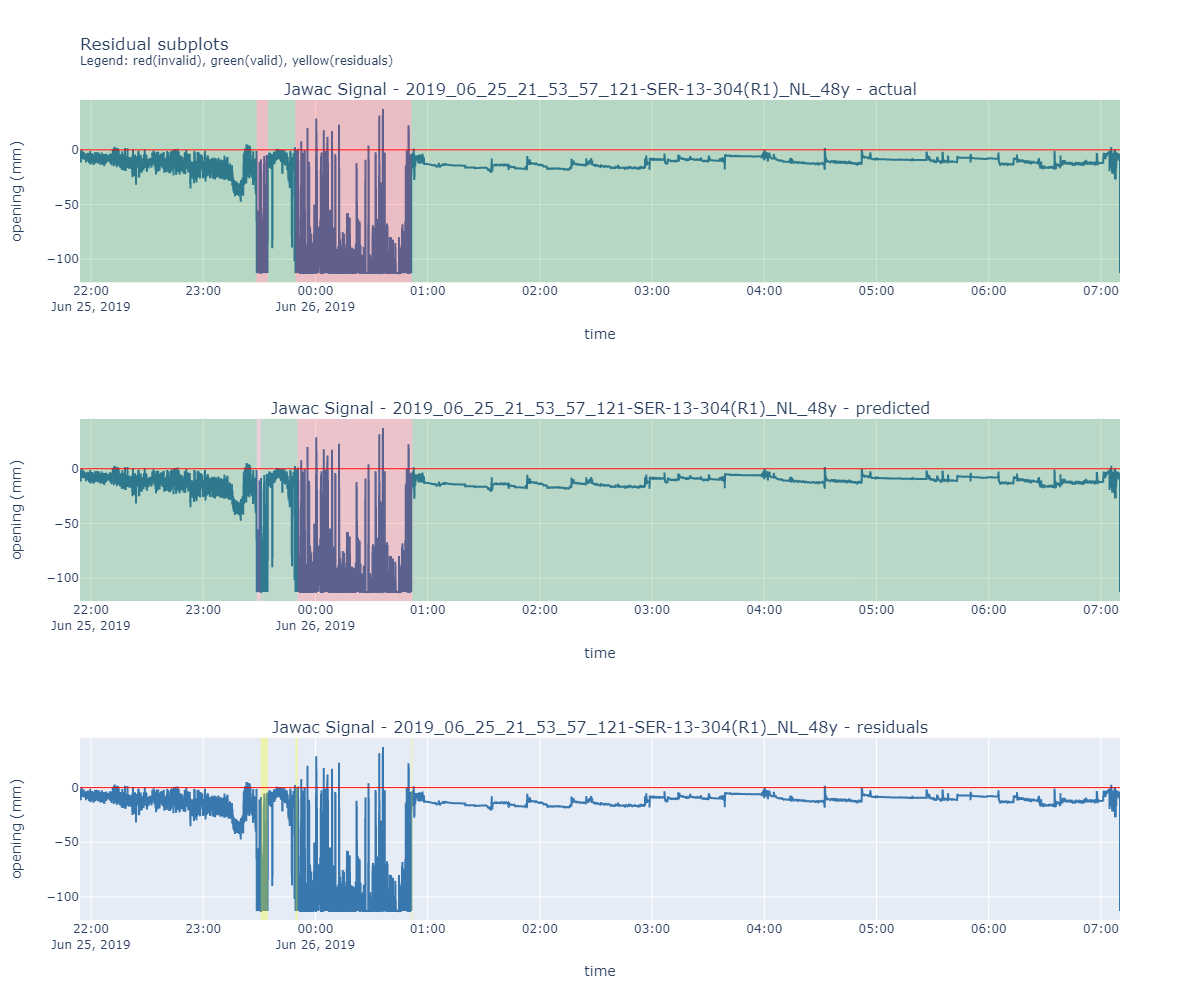 Residual subplots
Legend: red(invalid), green(valid), yellow(residuals)
Jawac Signal - 2019_06_25_21_53_57_121-SER-13-304(R1)_NL_48y - actual
opening (mm)
0
−50
−100
22:00 23:00 00:00 01:00 02:00 03:00 04:00 05:00 06:00 07:00
Jun 25, 2019 Jun 26, 2019
time
Jawac Signal - 2019_06_25_21_53_57_121-SER-13-304(R1)_NL_48y - predicted
opening (mm)
0
−50
−100
22:00 23:00 00:00 01:00 02:00 03:00 04:00 05:00 06:00 07:00
Jun 25, 2019 Jun 26, 2019
time
Jawac Signal - 2019_06_25_21_53_57_121-SER-13-304(R1)_NL_48y - residuals
opening (mm)
0
−50
−100
22:00 23:00 00:00 01:00 02:00 03:00 04:00 05:00 06:00 07:00
Jun 25, 2019 Jun 26, 2019
time